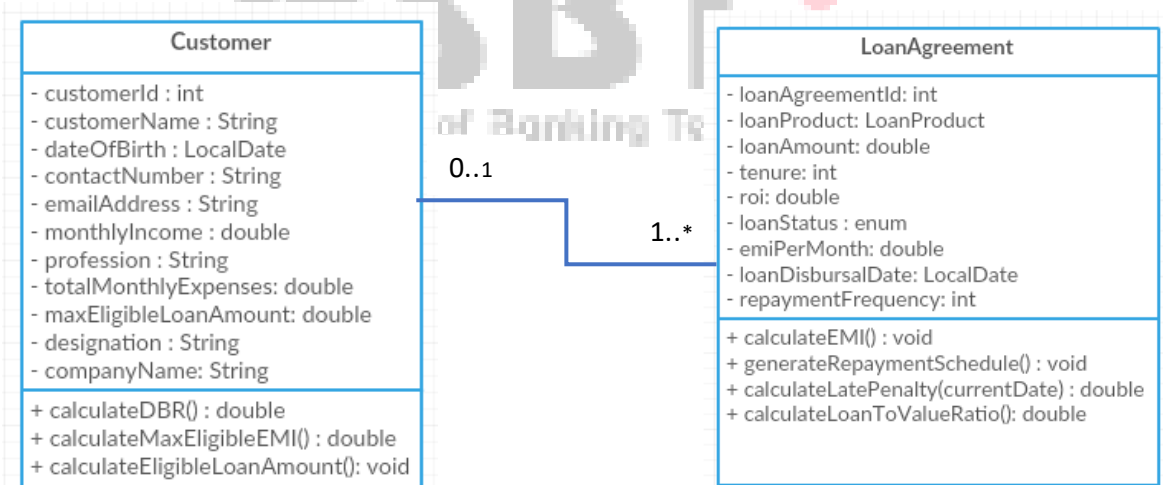 Customer
- customerId : int
- customerName : String
- dateOfBirth : LocalDate
- contactNumber : String
- emailAddress : String
- monthlyIncome : double
- profession : String
- totalMonthlyExpenses: double
- maxEligibleLoanAmount: double
- designation : String
- companyName: String
+ calculateDBR() : double
+ calculateMaxEligibleEMI() : double
+ calculateEligibleLoanAmount(): void
of Banking Te
0..1
1..*
LoanAgreement
- loanAgreementId: int
- loanProduct: LoanProduct
- loanAmount: double
- tenure: int
- roi: double
- loanStatus : enum
- emiPerMonth: double
- loanDisbursalDate: LocalDate
- repaymentFrequency: int
+ calculateEMI() : void
+ generateRepaymentSchedule() : void
+ calculateLatePenalty(currentDate) : double
+ calculateLoanToValueRatio(): double